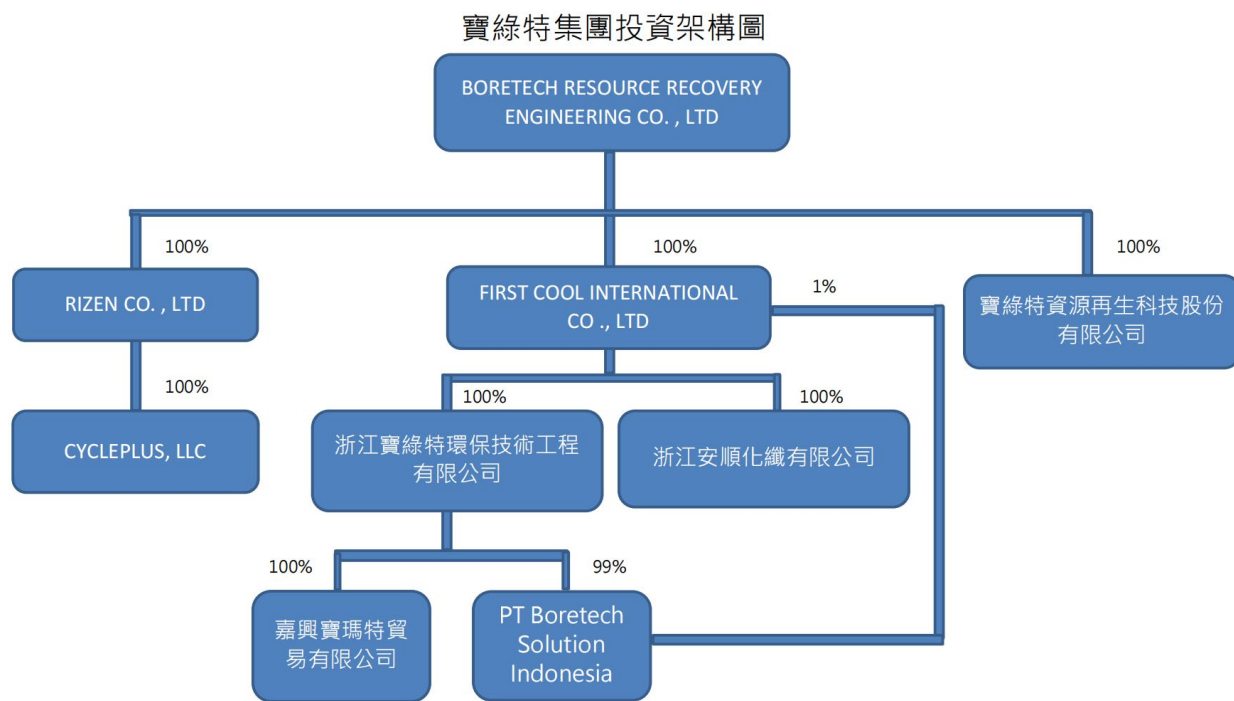 寶綠特集團投資架構圖
BORETECH RESOURCE RECOVERY
ENGINEERING CO. , LTD
100%
100%
100%
RIZEN CO. , LTD
FIRST COOL INTERNATIONAL
CO ., LTD
1%
寶綠特資源再生科技股份
有限公司
100%
100%
100%
CYCLEPLUS, LLC
浙江寶綠特環保技術工程
有限公司
浙江安順化纖有限公司
100%
99%
嘉興寶瑪特貿
易有限公司
PT Boretech
Solution
Indonesia